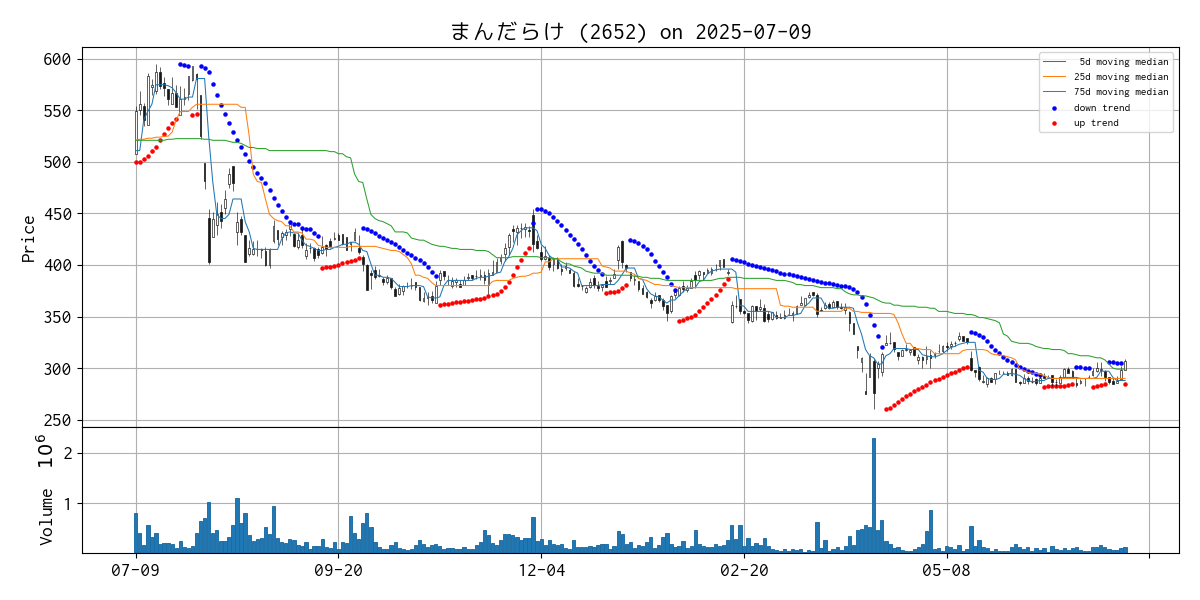 まんだらけ (2652) on 2025-07-09
5d moving median
25d moving median
75d moving median
down trend
up trend
Price
600
550
500
450
400
350
300
250
Volume 10^6
2
1
07-09
09-20
12-04
02-20
05-08